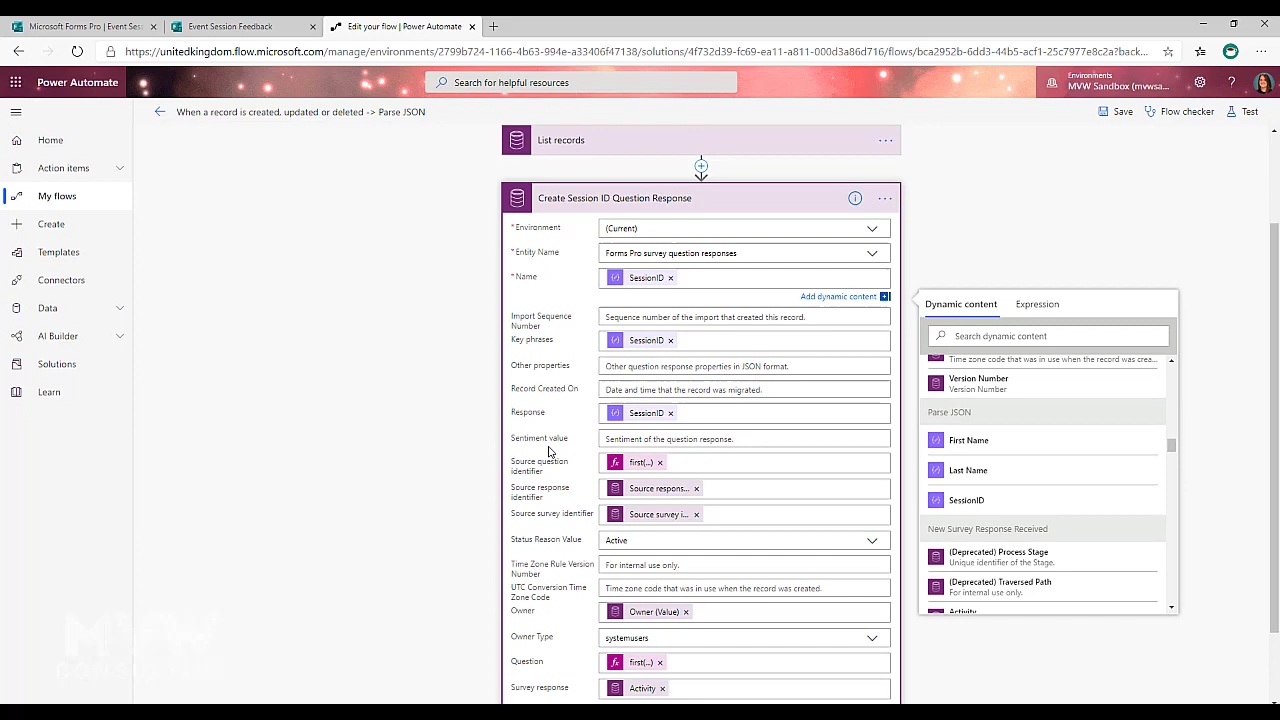 Microsoft Forms Pro | Event Sess
Event Session Feedback
Edit your flow | Power Automate
https://unitedkingdom.flow.microsoft.com/manage/environments/2799b724-1166-4b63-994e-a33406f47138/solutions/4f732d39-fc69-ea11-a811-000d3a86d716/flows/bca2952b-6dd3-44b5-acf1-25c7977e8c2a?back...
Power Automate
Search for helpful resources
Environments
MVW Sandbox (mvwsa...
When a record is created, updated or deleted -> Parse JSON
Save
Flow checker
Test
Home
Action items
My flows
Create
Templates
Connectors
Data
AI Builder
Solutions
Learn
List records
Create Session ID Question Response
* Environment
(Current)
* Entity Name
Forms Pro survey question responses
* Name
SessionID
Add dynamic content
Import Sequence Number
Sequence number of the import that created this record.
Key phrases
SessionID
Other properties
Other question response properties in JSON format.
Record Created On
Date and time that the record was migrated.
Response
SessionID
Sentiment value
Sentiment of the question response.
Source question identifier
first(...)
Source response identifier
Source respons...
Source survey identifier
Source survey i...
Status Reason Value
Active
Time Zone Rule Version Number
For internal use only.
UTC Conversion Time Zone Code
Time zone code that was in use when the record was created.
Owner
Owner (Value)
Owner Type
systemusers
Question
first(...)
Survey response
Activity
Dynamic content
Expression
Search dynamic content
Time zone code that was in use when the record was crea...
Version Number
Version Number
Parse JSON
First Name
Last Name
SessionID
New Survey Response Received
(Deprecated) Process Stage
Unique identifier of the Stage.
(Deprecated) Traversed Path
For internal use only.
Activity